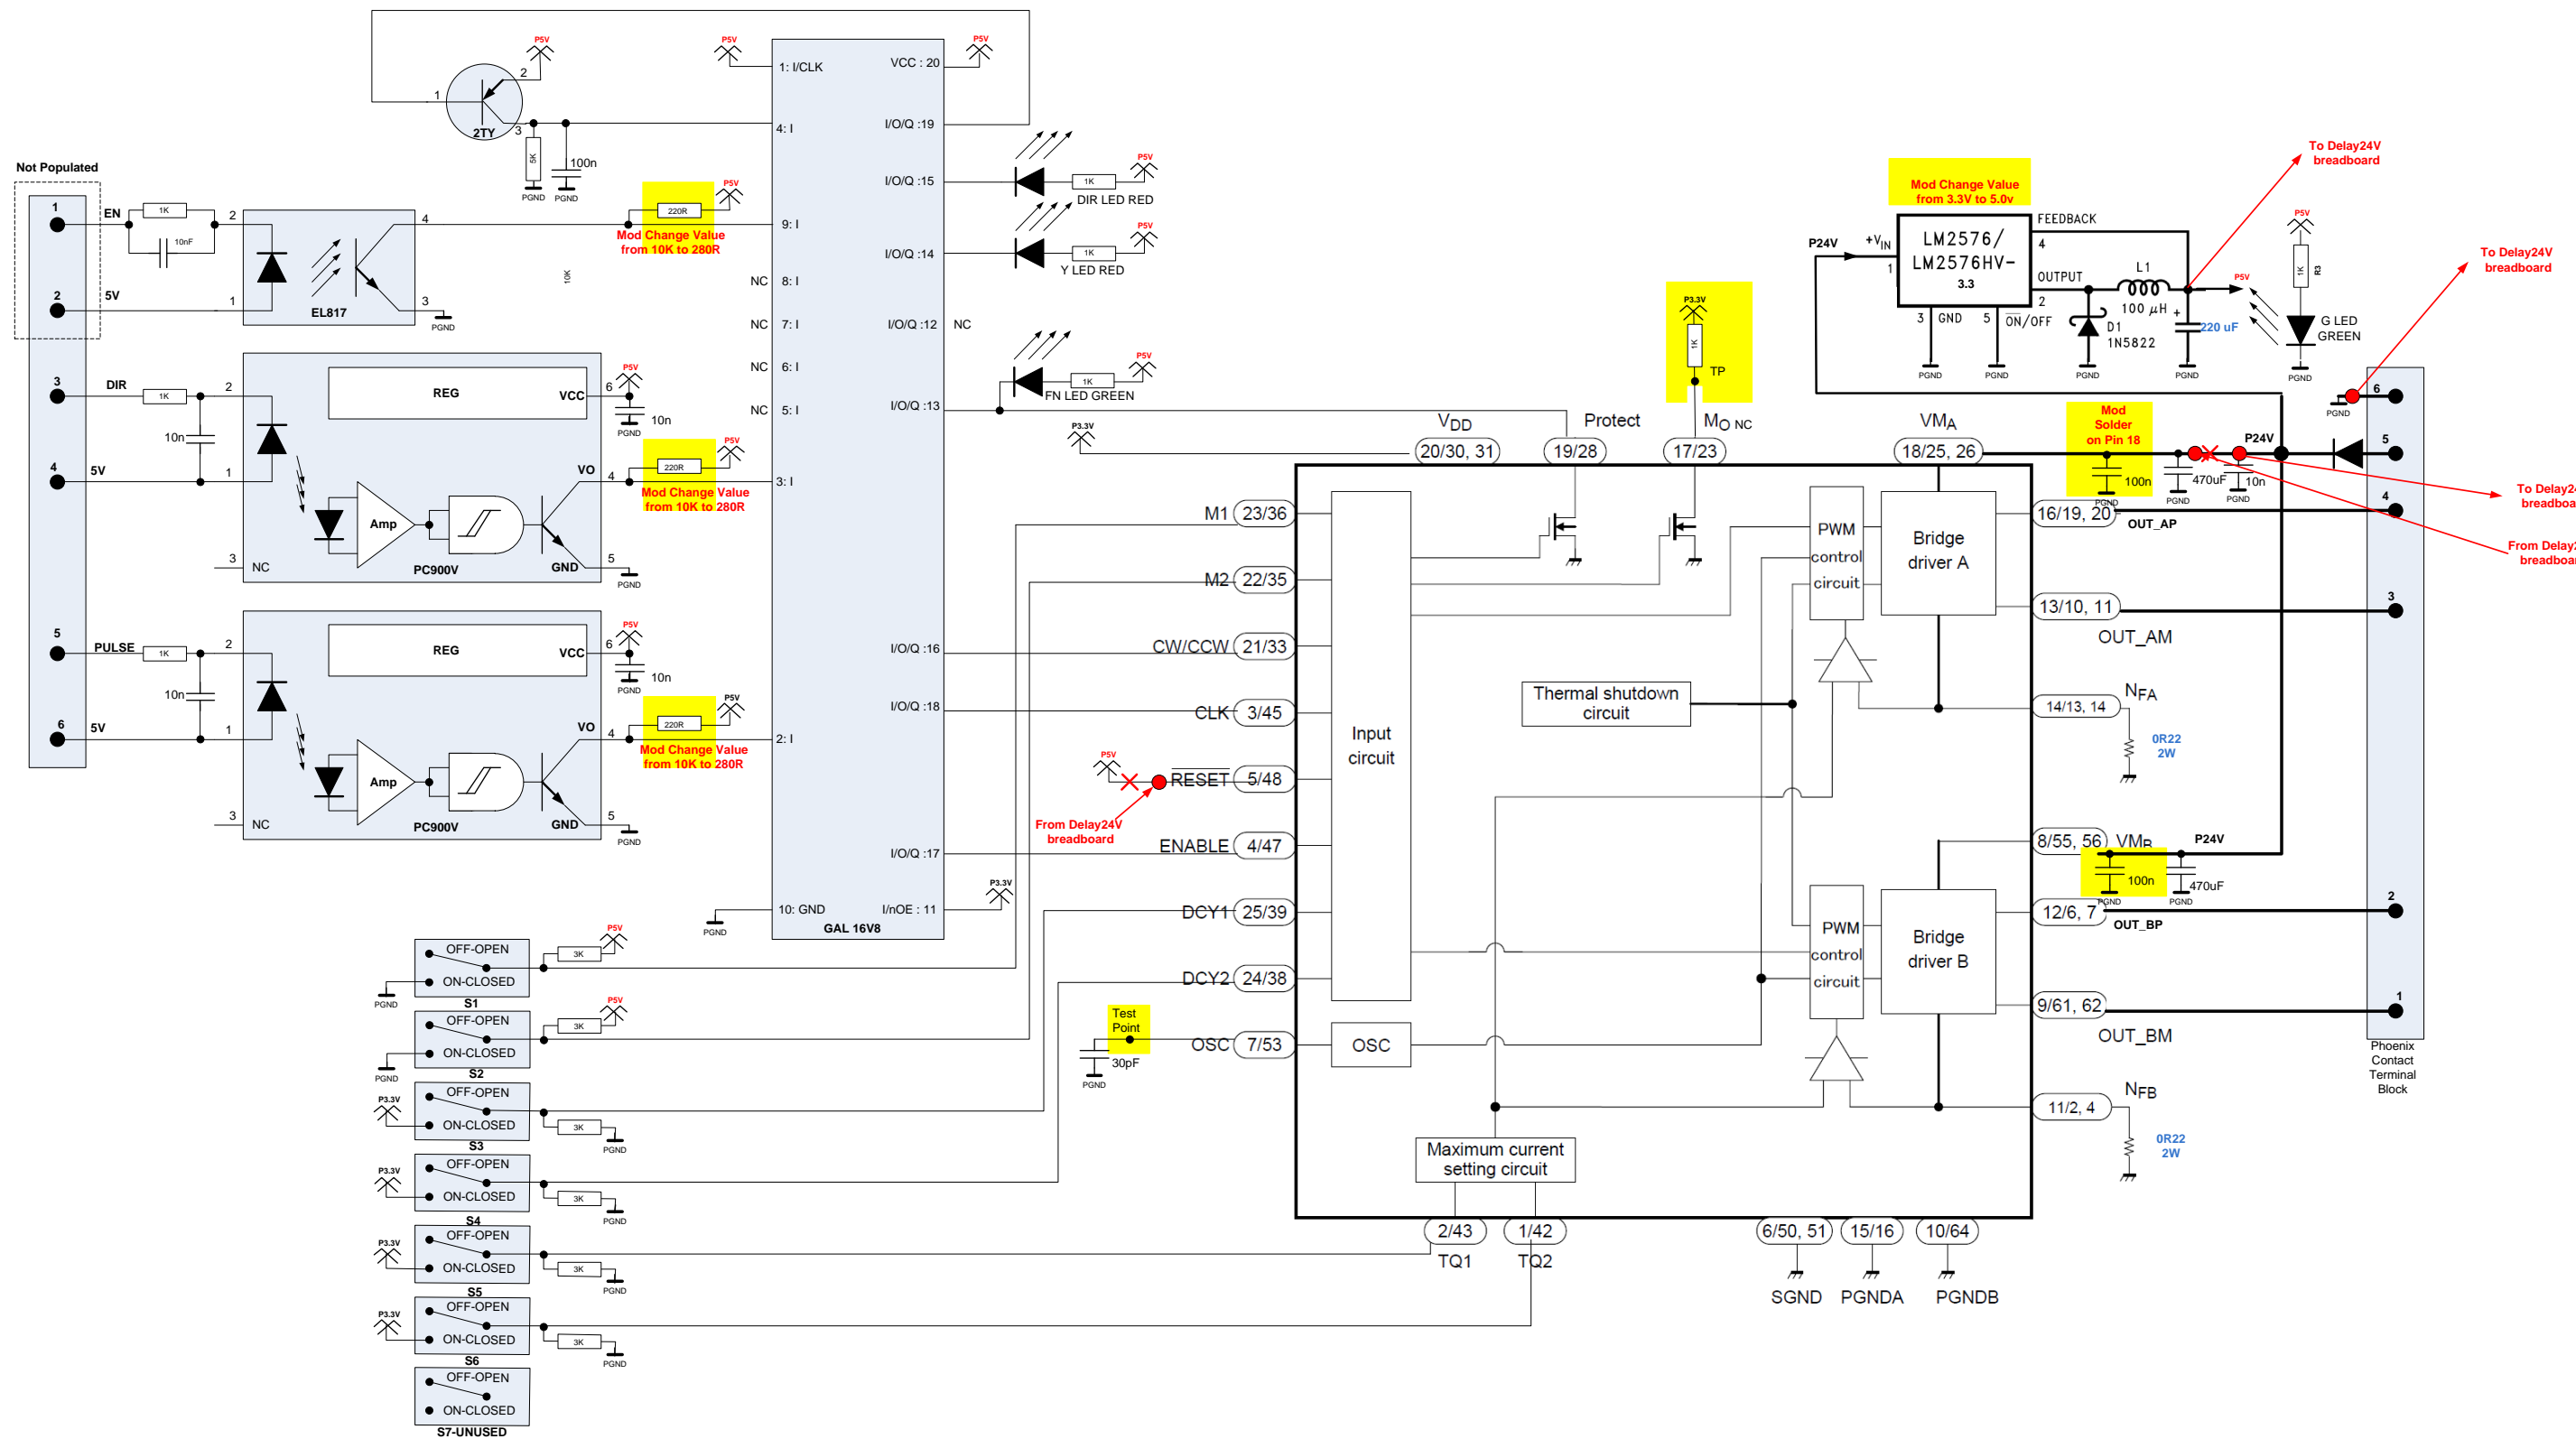 Not Populated
1
EN
1K
10nF
2
5V
2
1
4
3
EL817
PGND
3
DIR
1K
10n
4
5V
2
1
REG
VCC
6
P5V
10n
PGND
VO
4
Amp
GND
5
PGND
3
NC
PC900V
5
PULSE
1K
10n
6
5V
2
1
REG
VCC
6
P5V
10n
PGND
VO
4
Amp
GND
5
PGND
3
NC
PC900V
1
2
3
2TY
P5V
5K
PGND
100n
PGND
P5V
220R
Mod Change Value
from 10K to 280R
10K
P5V
220R
Mod Change Value
from 10K to 280R
P5V
220R
Mod Change Value
from 10K to 280R
P5V
1: I/CLK
4: I
9: I
NC
8: I
NC
7: I
NC
6: I
NC
5: I
3: I
2: I
10: GND
PGND
GAL 16V8
VCC : 20
P5V
I/O/Q :19
I/O/Q :15
I/O/Q :14
I/O/Q :12
NC
I/O/Q :13
I/O/Q :16
I/O/Q :18
I/O/Q :17
I/nOE : 11
P3.3V
1K
P5V
DIR LED RED
1K
P5V
Y LED RED
1K
P5V
FN LED GREEN
OFF-OPEN
ON-CLOSED
S1
PGND
3K
P5V
OFF-OPEN
ON-CLOSED
S2
PGND
3K
P5V
OFF-OPEN
ON-CLOSED
S3
P3.3V
3K
PGND
OFF-OPEN
ON-CLOSED
S4
P3.3V
3K
PGND
OFF-OPEN
ON-CLOSED
S5
P3.3V
3K
PGND
OFF-OPEN
ON-CLOSED
S6
P3.3V
3K
PGND
OFF-OPEN
ON-CLOSED
S7-UNUSED
P3.3V
VDD
20/30, 31
Protect
19/28
P3.3V
1K
TP
MO NC
17/23
VMA
18/25, 26
M1
23/36
M2
22/35
CW/CCW
21/33
CLK
3/45
P5V
RESET
5/48
From Delay24V
breadboard
ENABLE
4/47
DCY1
25/39
DCY2
24/38
Test
Point
OSC
7/53
30pF
PGND
Input
circuit
OSC
Thermal shutdown
circuit
PWM
control
circuit
Bridge
driver A
PWM
control
circuit
Bridge
driver B
Maximum current
setting circuit
2/43
TQ1
1/42
TQ2
6/50, 51
SGND
15/16
PGNDA
10/64
PGNDB
16/19, 20
OUT_AP
13/10, 11
OUT_AM
14/13, 14
NFA
0R22
2W
8/55, 56
VMB
P24V
100n
PGND
470uF
PGND
12/6, 7
OUT_BP
9/61, 62
OUT_BM
11/2, 4
NFB
0R22
2W
Mod Change Value
from 3.3V to 5.0v
P24V
+VIN
1
LM2576/
LM2576HV-
3.3
FEEDBACK
4
OUTPUT
2
3
GND
5
ON/OFF
PGND
PGND
L1
100 μH
D1
1N5822
PGND
+
220 uF
PGND
P5V
To Delay24V
breadboard
P5V
1K
R3
G LED
GREEN
PGND
To Delay24V
breadboard
Mod
Solder
on Pin 18
100n
PGND
470uF
PGND
10n
PGND
P24V
PGND
6
5
4
3
2
1
Phoenix
Contact
Terminal
Block